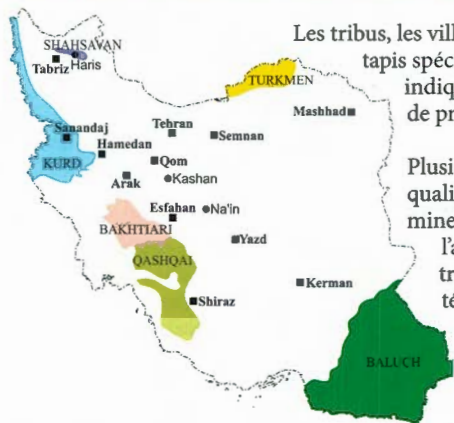 Les tribus, les vill
tapis spéc
indiq
de pr
Plusi
quali
mine
l'a
tr
té
SHAHSAVAN
Haris
Tabriz
TURKMEN
Mashhad
Tehran
Semnan
Sanandaj
Hamedan
KURD
Qom
Arak
Kashan
Esfahan
Na'in
BAKHTIARI
Yazd
QASHQAI
Kerman
Shiraz
BALUCH